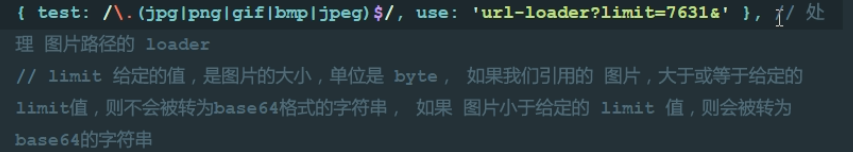 { test: /\.(jpg|png|gif|bmp|jpeg)$/, use: 'url-loader?limit=7631&' }, // 处
理 图片路径的 loader
// limit 给定的值，是图片的大小，单位是 byte， 如果我们引用的 图片，大于或等于给定的
limit值，则不会被转为base64格式的字符串， 如果 图片小于给定的 limit 值，则会被转为
base64的字符串